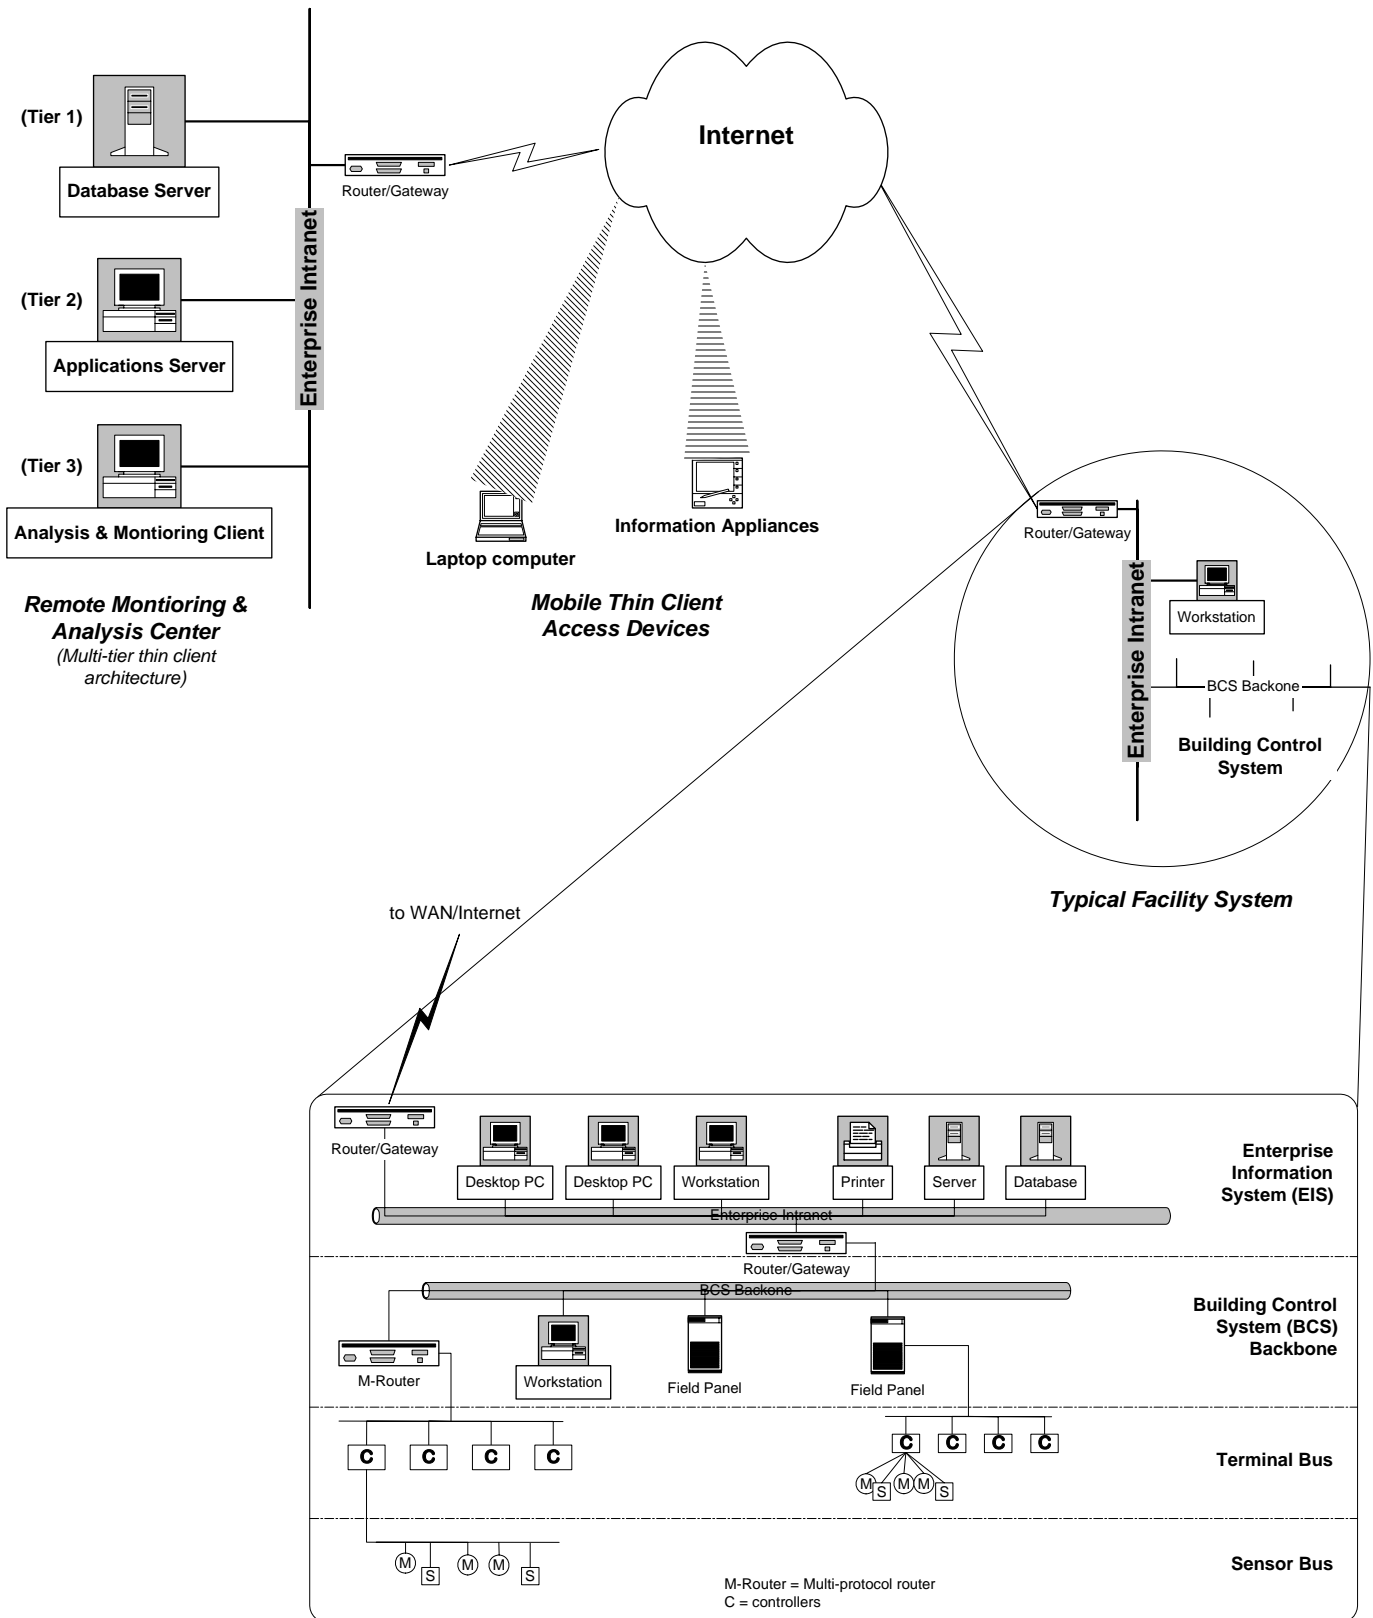 Internet
(Tier 1)
Database Server
Router/Gateway
Enterprise Intranet
(Tier 2)
Applications Server
(Tier 3)
Analysis & Montioring Client
Remote Montioring &
Analysis Center
(Multi-tier thin client
architecture)
Laptop computer
Information Appliances
Mobile Thin Client
Access Devices
Router/Gateway
Enterprise Intranet
Workstation
BCS Backone
Building Control
System
Typical Facility System
to WAN/Internet
Router/Gateway
Desktop PC
Desktop PC
Workstation
Printer
Server
Database
Enterprise
Information
System (EIS)
Enterprise Intranet
Router/Gateway
BCS Backone
Building Control
System (BCS)
Backbone
M-Router
Workstation
Field Panel
Field Panel
C C C C
C C C C
M S M M S
Terminal Bus
M S M M S
Sensor Bus
M-Router = Multi-protocol router
C = controllers